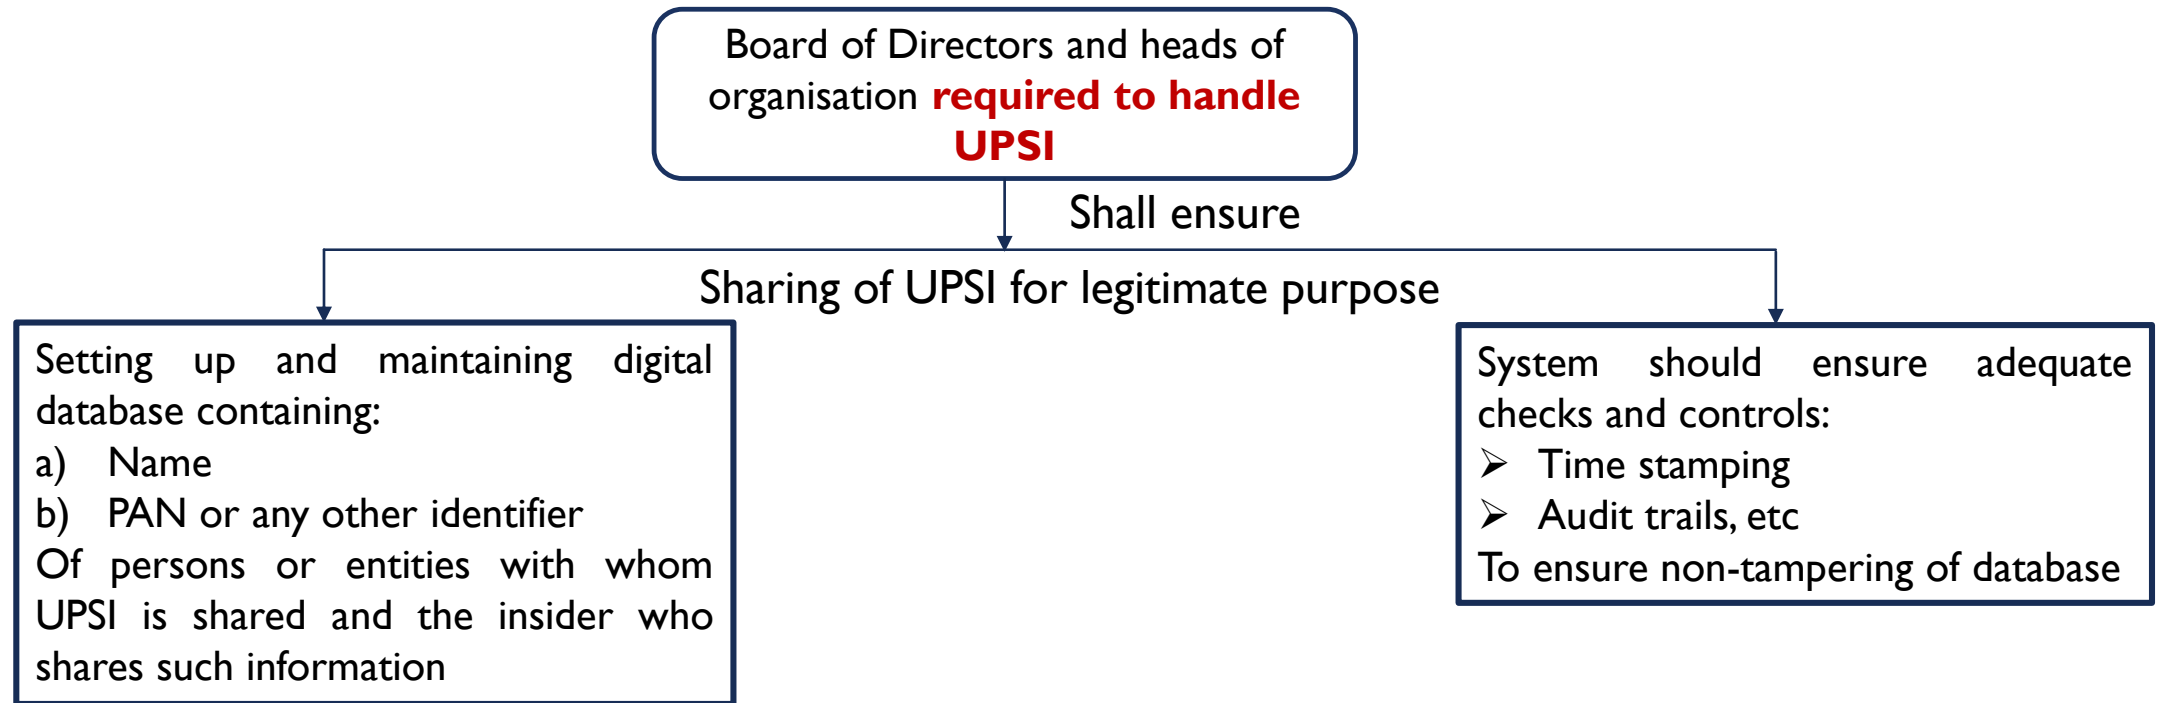 Board of Directors and heads of
organisation required to handle
UPSI
Shall ensure
Sharing of UPSI for legitimate purpose
Setting up and maintaining digital
database containing:
a) Name
b) PAN or any other identifier
Of persons or entities with whom
UPSI is shared and the insider who
shares such information
System should ensure adequate
checks and controls:
➢ Time stamping
➢ Audit trails, etc
To ensure non-tampering of database